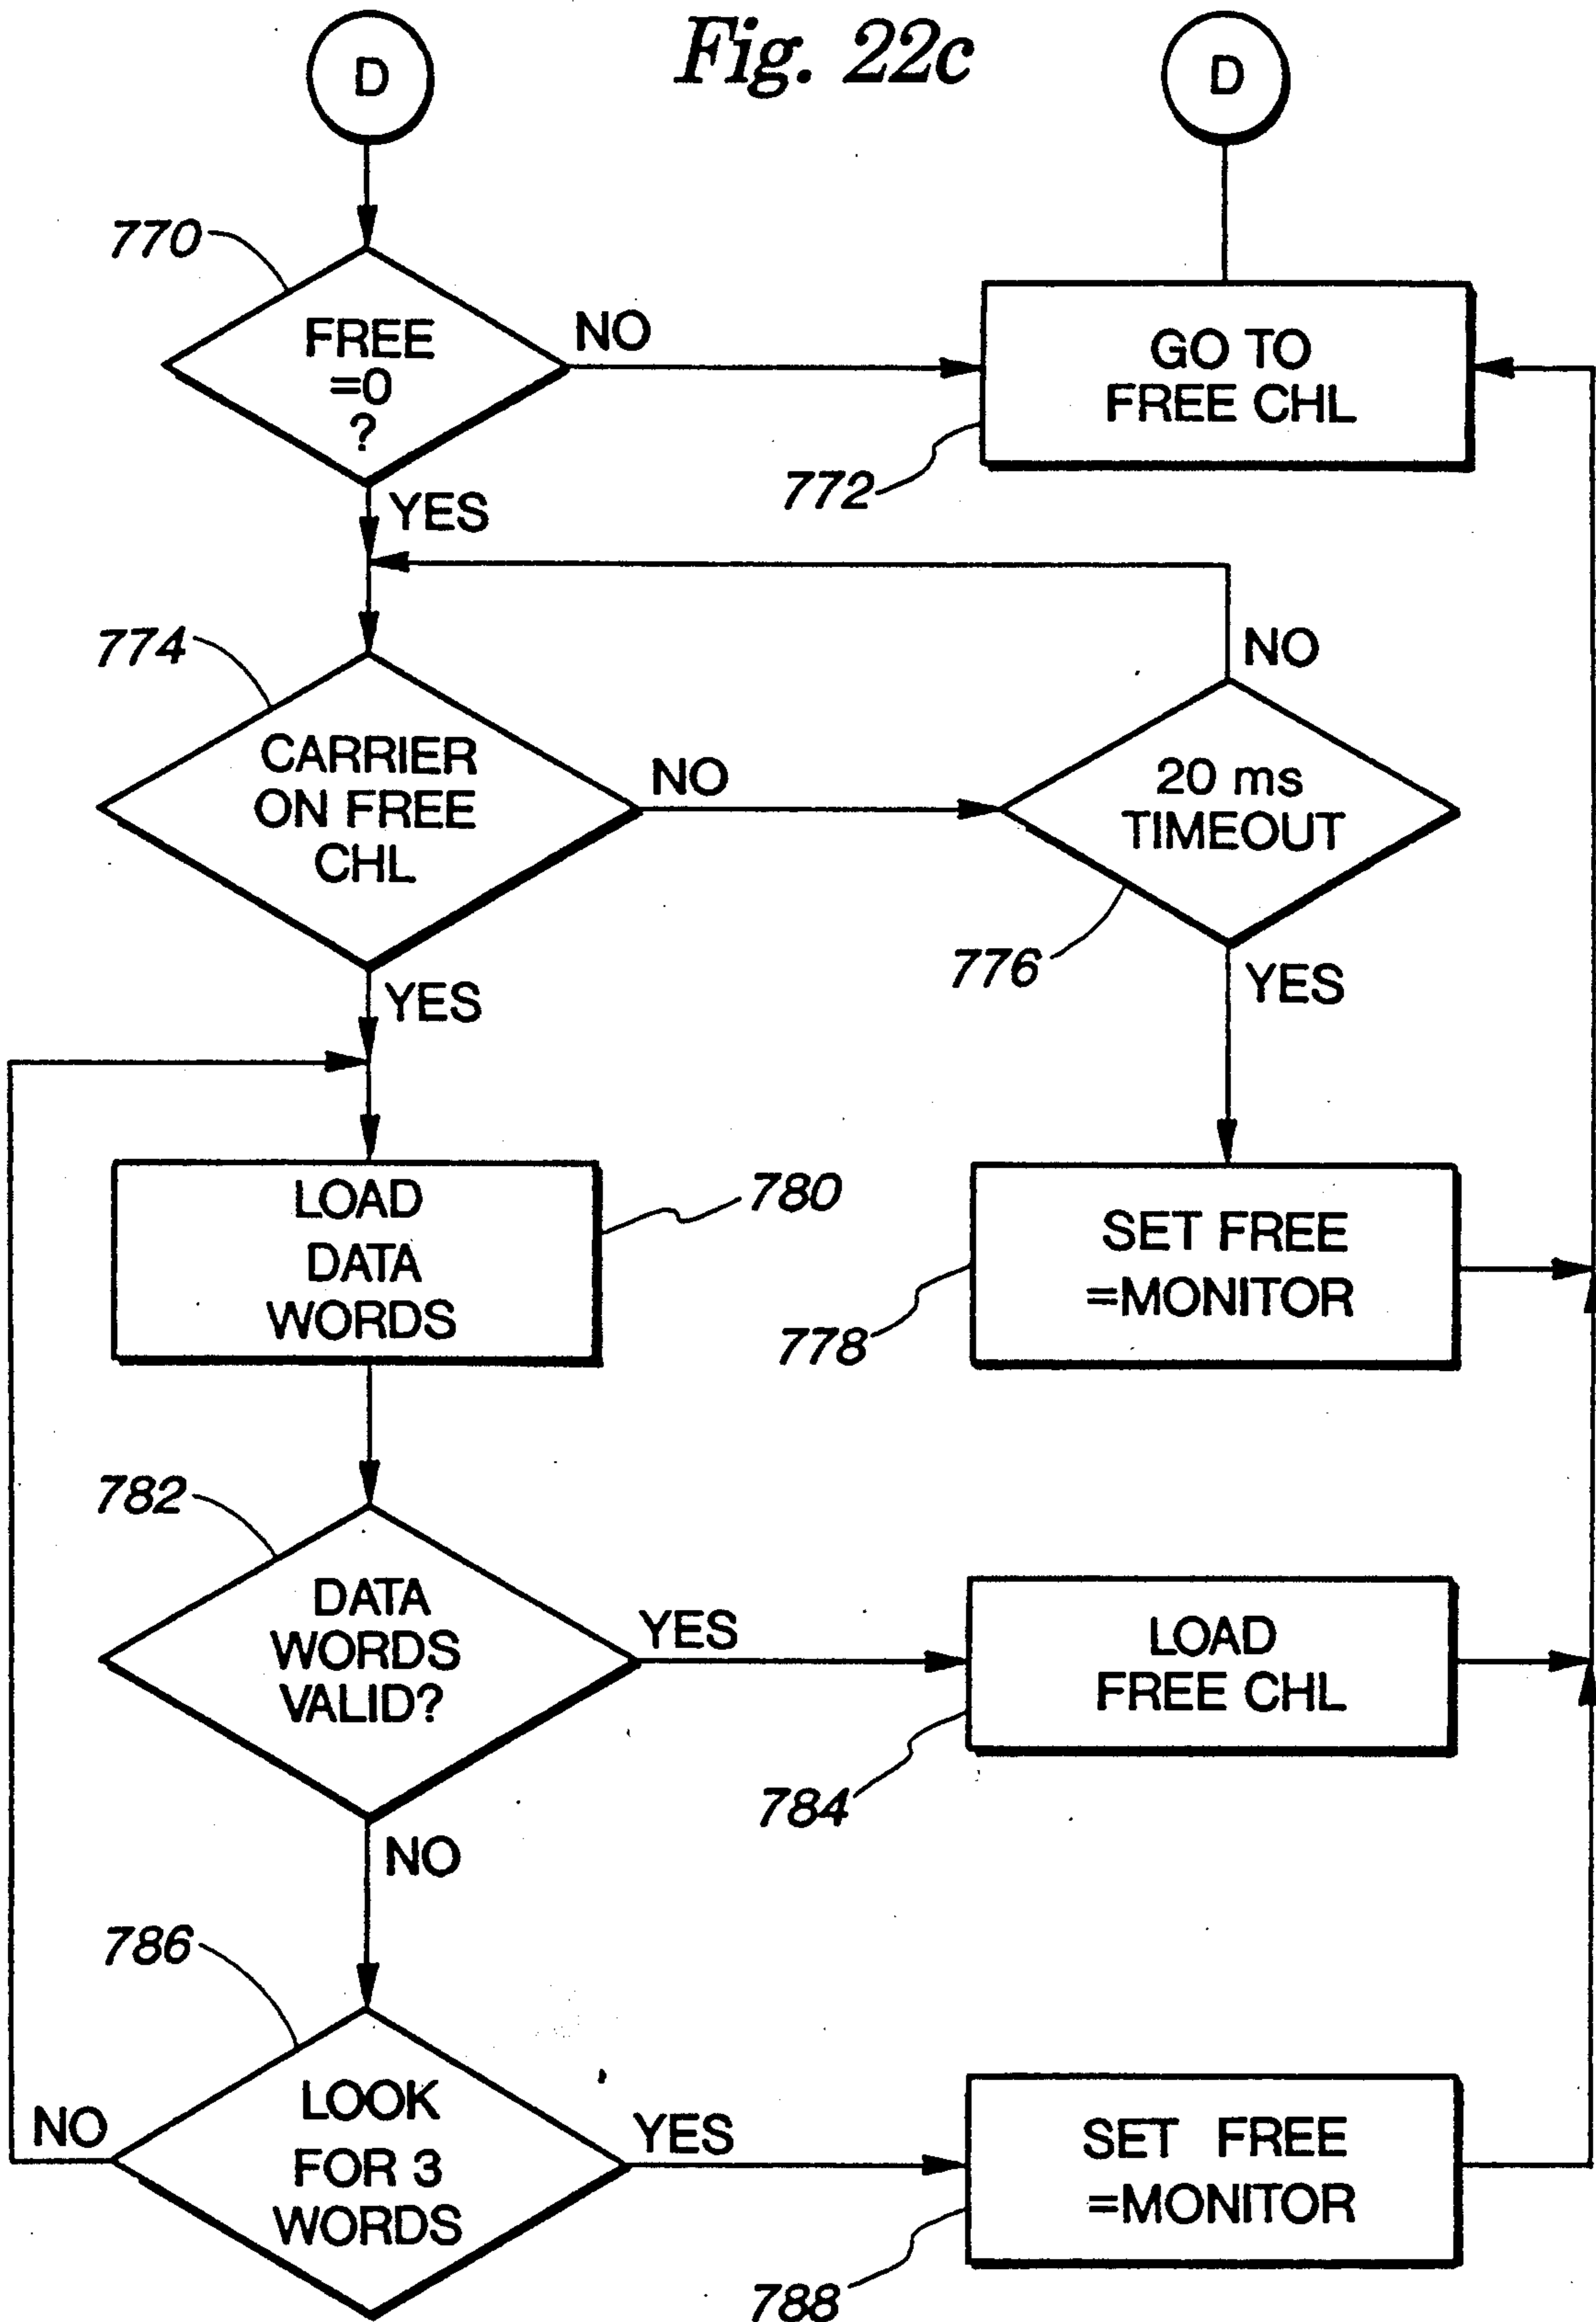 Fig. 22c
D
D
770
FREE
=0
?
NO
GO TO
FREE CHL
772
YES
774
NO
CARRIER
ON FREE
CHL
NO
20 ms
TIMEOUT
776
YES
YES
LOAD
DATA
WORDS
780
SET FREE
=MONITOR
778
782
DATA
WORDS
VALID?
YES
LOAD
FREE CHL
784
NO
786
LOOK
FOR 3
WORDS
NO
YES
SET FREE
=MONITOR
788